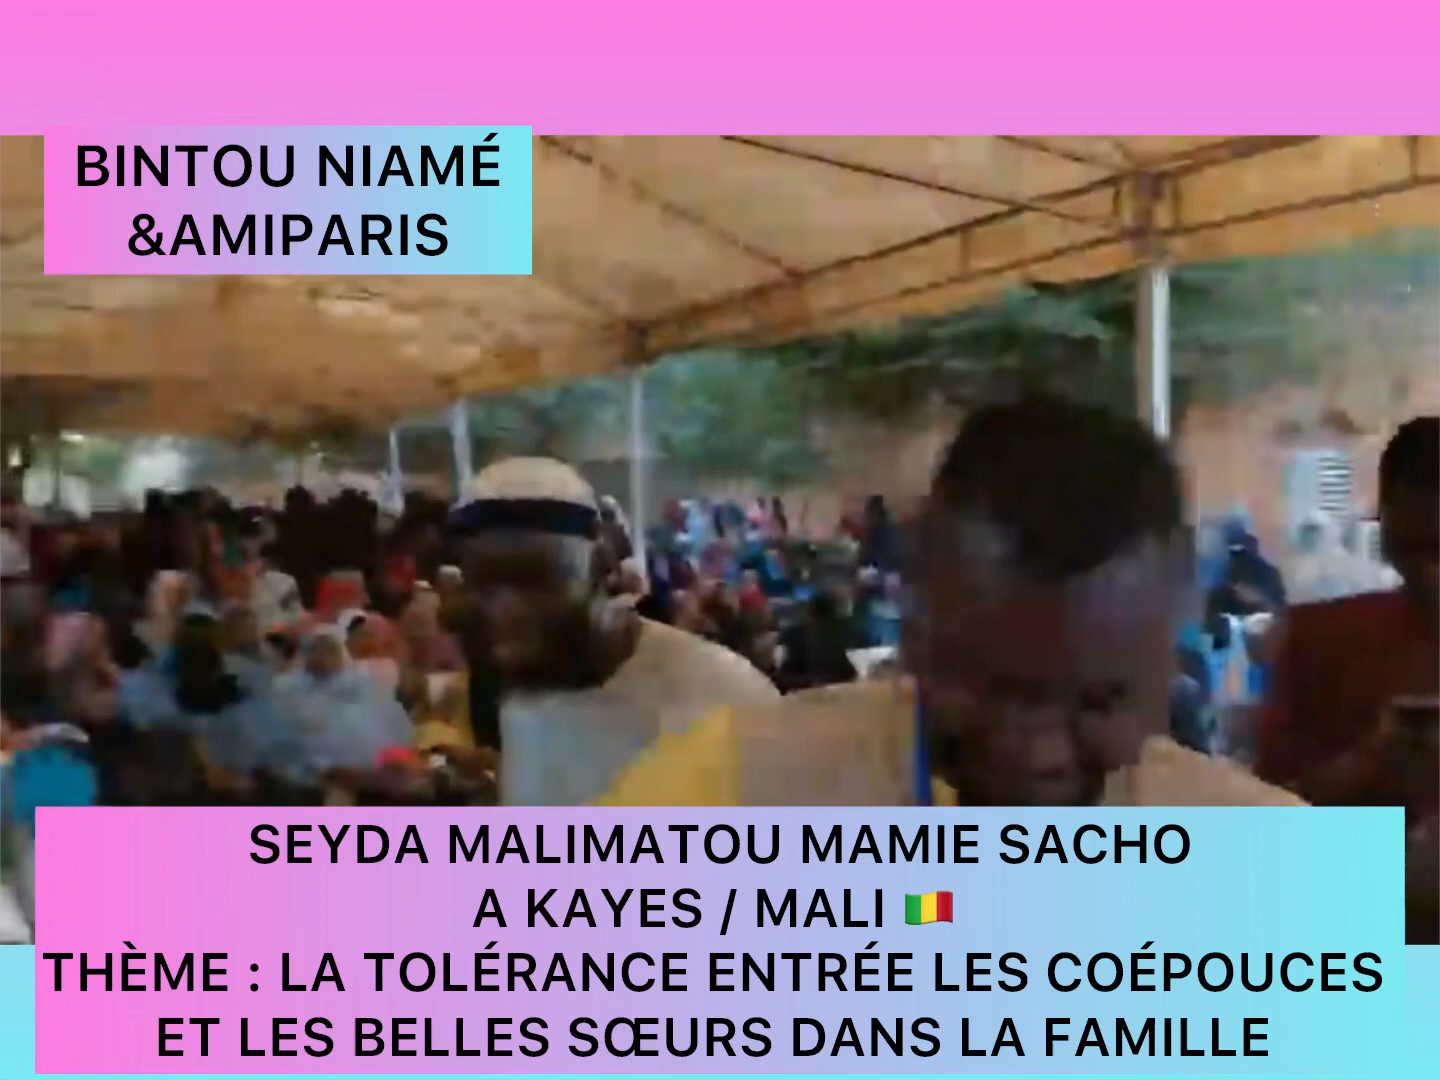 BINTOU NIAMÉ
&AMIPARIS
SEYDA MALIMATOU MAMIE SACHO
A KAYES / MALI 🇲🇱
THÈME : LA TOLÉRANCE ENTRÉE LES COÉPOUCES
ET LES BELLES SŒURS DANS LA FAMILLE